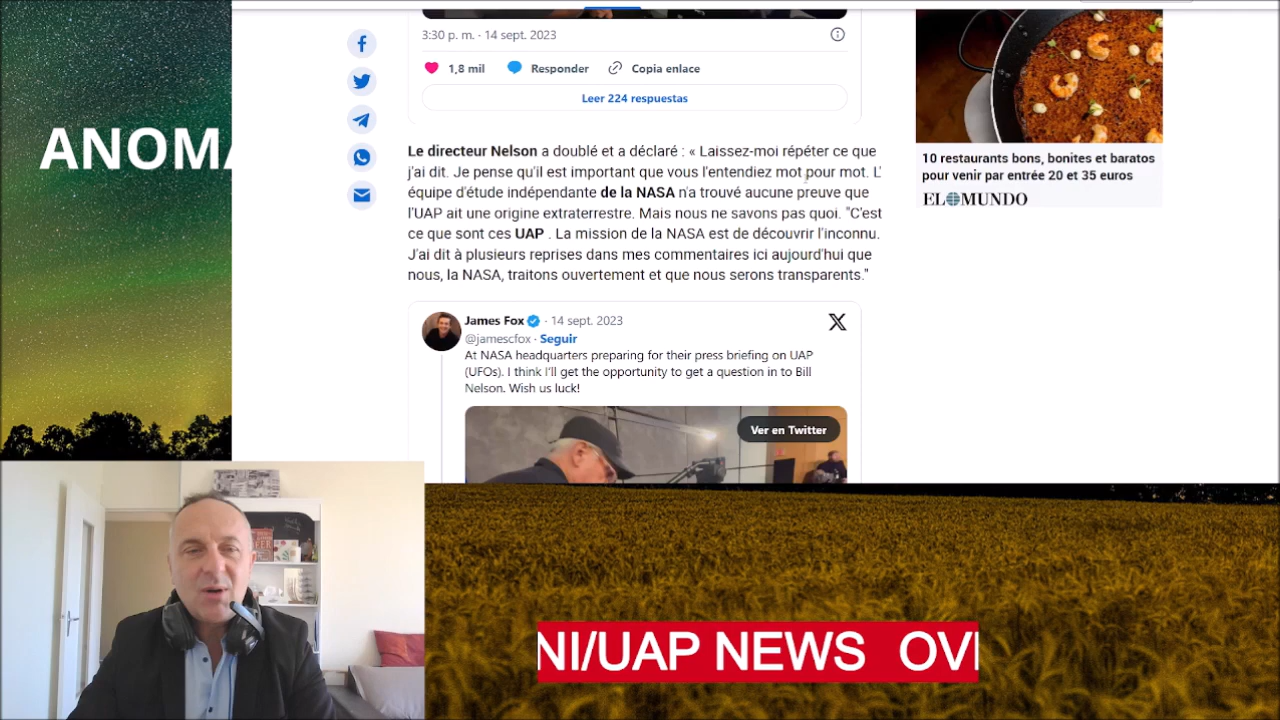 ANOMA
3:30 p. m. · 14 sept. 2023
1,8 mil Responder Copia enlace
Leer 224 respuestas
Le directeur Nelson a doublé et a déclaré : « Laissez-moi répéter ce que
j'ai dit. Je pense qu'il est important que vous l'entendiez mot pour mot. L'
équipe d'étude indépendante de la NASA n'a trouvé aucune preuve que
l'UAP ait une origine extraterrestre. Mais nous ne savons pas quoi. "C'est
ce que sont ces UAP . La mission de la NASA est de découvrir l'inconnu.
J'ai dit à plusieurs reprises dans mes commentaires ici aujourd'hui que
nous, la NASA, traitons ouvertement et que nous serons transparents."
James Fox · 14 sept. 2023
@jamescfox · Seguir
At NASA headquarters preparing for their press briefing on UAP
(UFOs). I think I'll get the opportunity to get a question in to Bill
Nelson. Wish us luck!
Ver en Twitter
10 restaurants bons, bonites et baratos
pour venir par entrée 20 et 35 euros
EL MUNDO
NI/UAP NEWS OVI